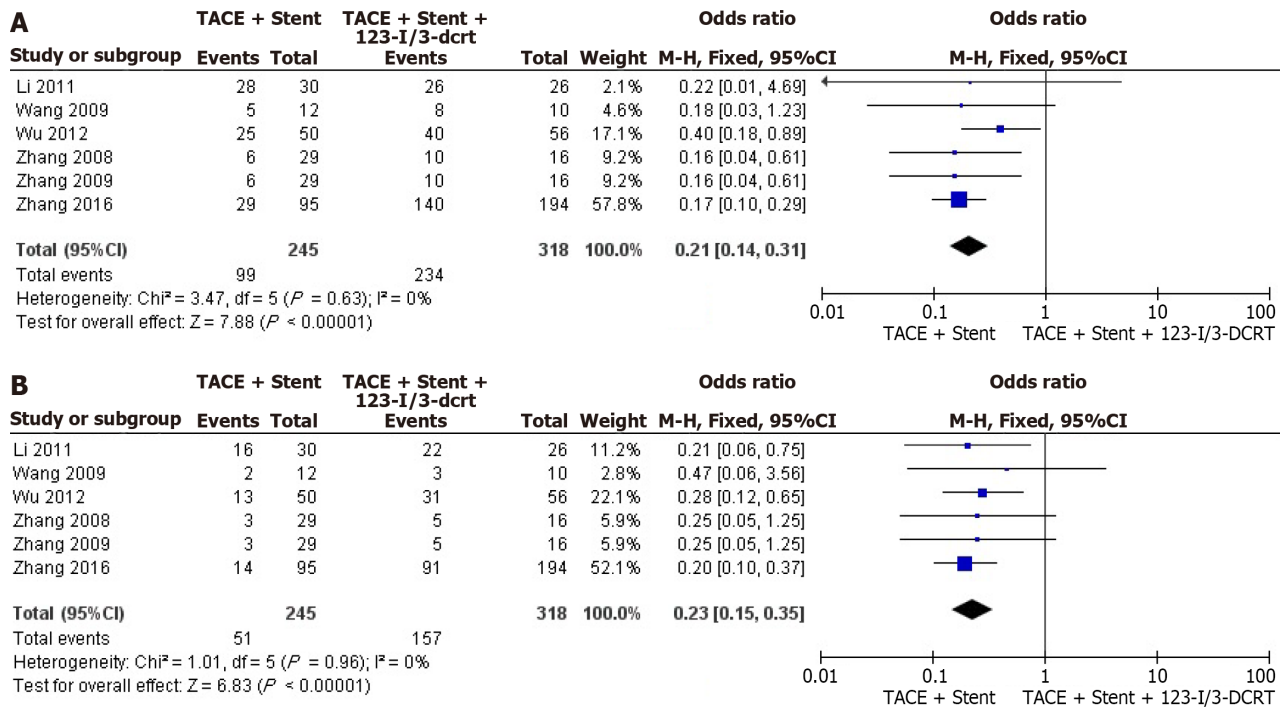 A
TACE + Stent TACE + Stent + Odds ratio Odds ratio
123-I/3-dcrt
Study or subgroup Events Total Events Total Weight M-H, Fixed, 95%CI M-H, Fixed, 95%CI
Li 2011 28 30 26 26 2.1% 0.22 [0.01, 4.69]
Wang 2009 5 12 8 10 4.6% 0.18 [0.03, 1.23]
Wu 2012 25 50 40 56 17.1% 0.40 [0.18, 0.89]
Zhang 2008 6 29 10 16 9.2% 0.16 [0.04, 0.61]
Zhang 2009 6 29 10 16 9.2% 0.16 [0.04, 0.61]
Zhang 2016 29 95 140 194 57.8% 0.17 [0.10, 0.29]
Total (95%CI) 245 318 100.0% 0.21 [0.14, 0.31]
Total events 99 234
Heterogeneity: Chi² = 3.47, df = 5 (P = 0.63); I² = 0%
Test for overall effect: Z = 7.88 (P < 0.00001)
0.01 0.1 1 10 100
TACE + Stent TACE + Stent + 123-I/3-DCRT
B
TACE + Stent TACE + Stent + Odds ratio Odds ratio
123-I/3-dcrt
Study or subgroup Events Total Events Total Weight M-H, Fixed, 95%CI M-H, Fixed, 95%CI
Li 2011 16 30 22 26 11.2% 0.21 [0.06, 0.75]
Wang 2009 2 12 3 10 2.8% 0.47 [0.06, 3.56]
Wu 2012 13 50 31 56 22.1% 0.28 [0.12, 0.65]
Zhang 2008 3 29 5 16 5.9% 0.25 [0.05, 1.25]
Zhang 2009 3 29 5 16 5.9% 0.25 [0.05, 1.25]
Zhang 2016 14 95 91 194 52.1% 0.20 [0.10, 0.37]
Total (95%CI) 245 318 100.0% 0.23 [0.15, 0.35]
Total events 51 157
Heterogeneity: Chi² = 1.01, df = 5 (P = 0.96); I² = 0%
Test for overall effect: Z = 6.83 (P < 0.00001)
0.01 0.1 1 10 100
TACE + Stent TACE + Stent + 123-I/3-DCRT